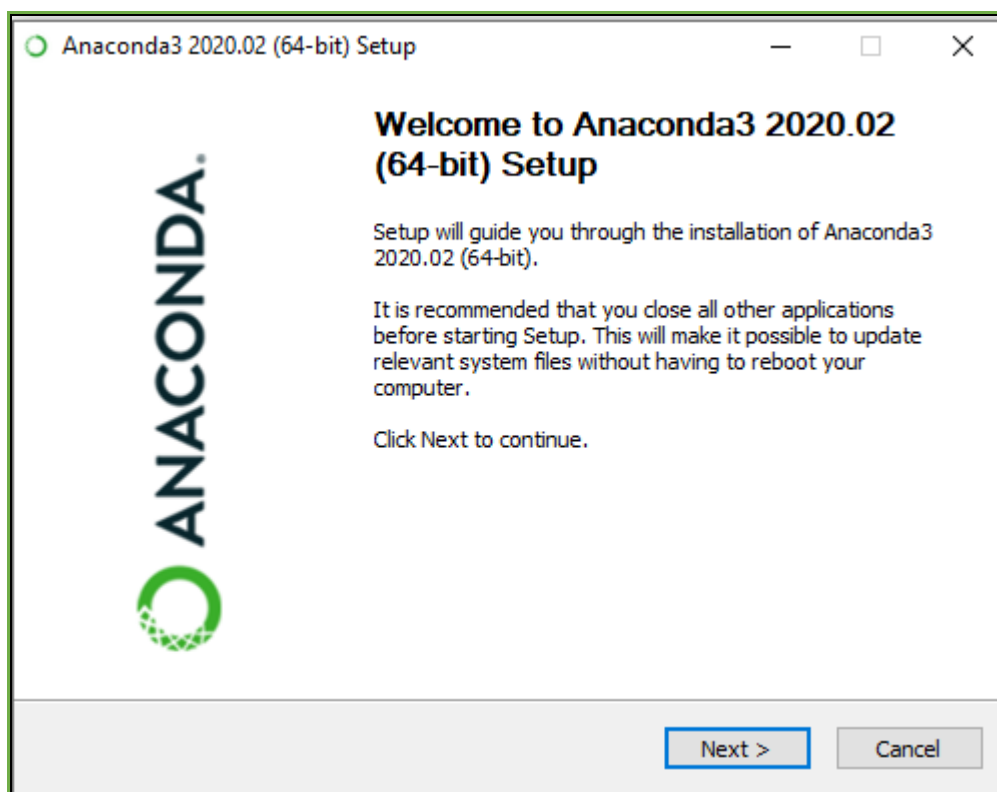 Anaconda3 2020.02 (64-bit) Setup
Welcome to Anaconda3 2020.02
(64-bit) Setup
Setup will guide you through the installation of Anaconda3
2020.02 (64-bit).
It is recommended that you close all other applications
before starting Setup. This will make it possible to update
relevant system files without having to reboot your
computer.
Click Next to continue.
ANACONDA.
Next >
Cancel